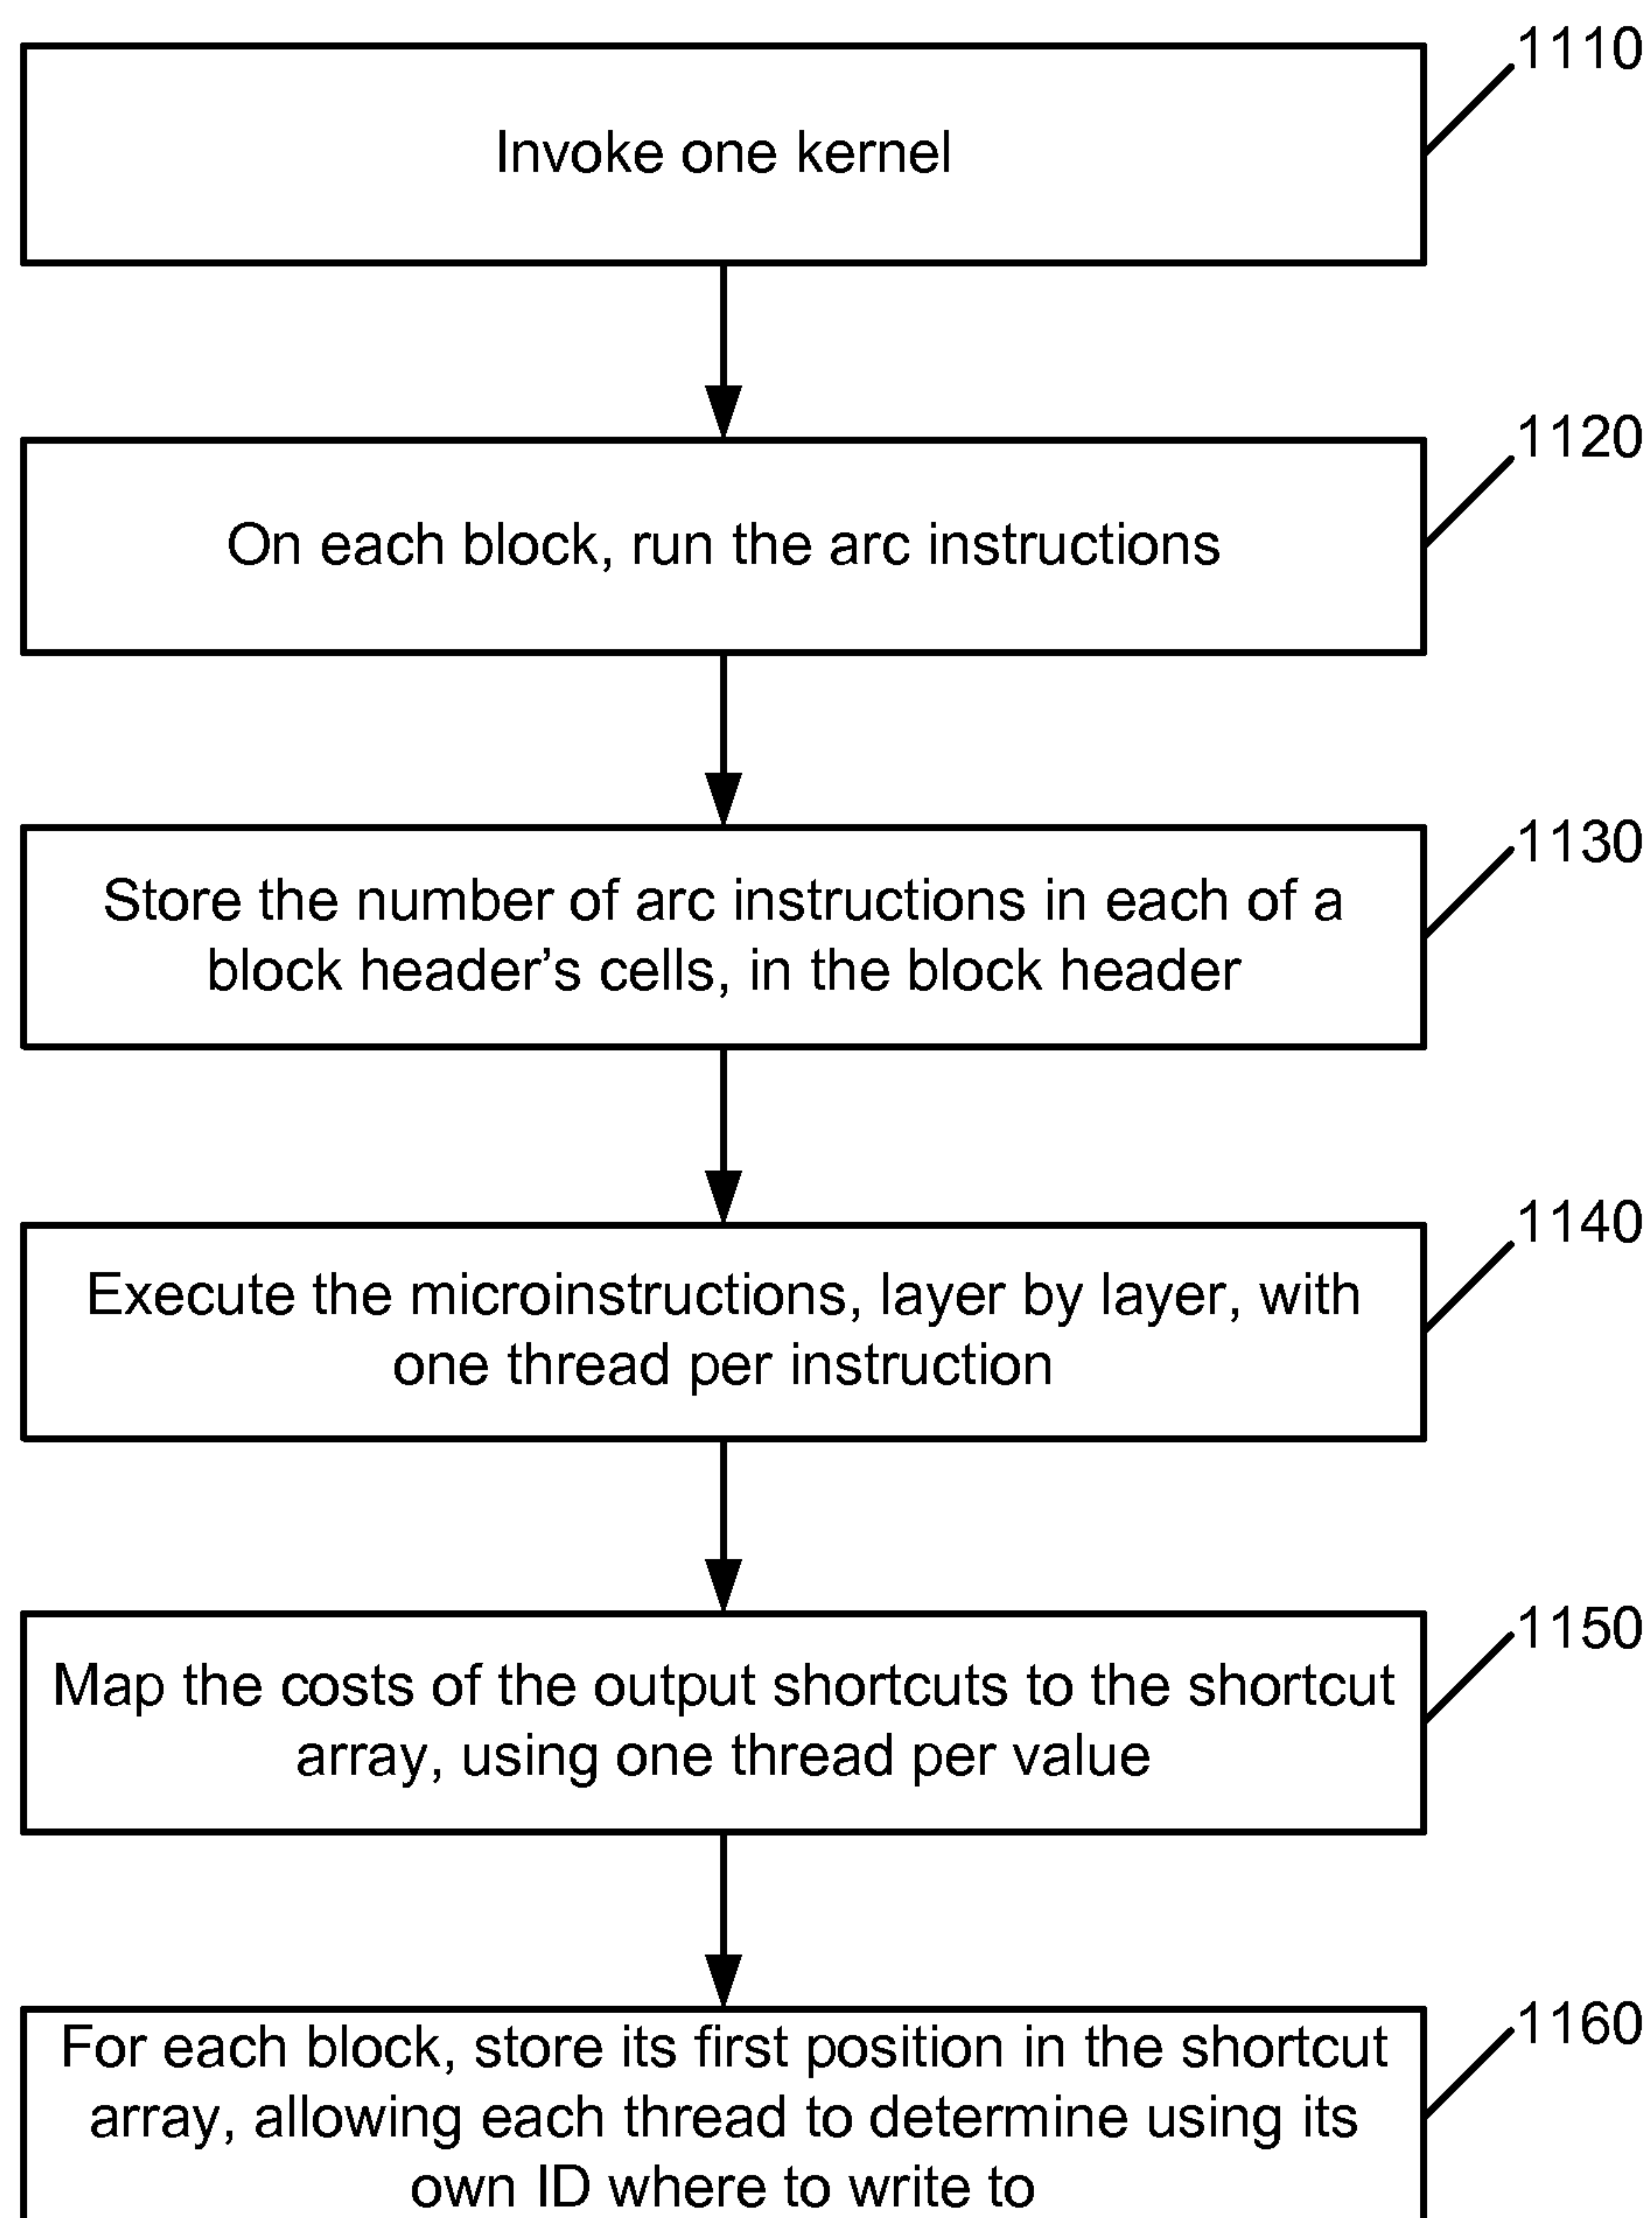 1110
Invoke one kernel
1120
On each block, run the arc instructions
1130
Store the number of arc instructions in each of a
block header’s cells, in the block header
1140
Execute the microinstructions, layer by layer, with
one thread per instruction
1150
Map the costs of the output shortcuts to the shortcut
array, using one thread per value
1160
For each block, store its first position in the shortcut
array, allowing each thread to determine using its
own ID where to write to